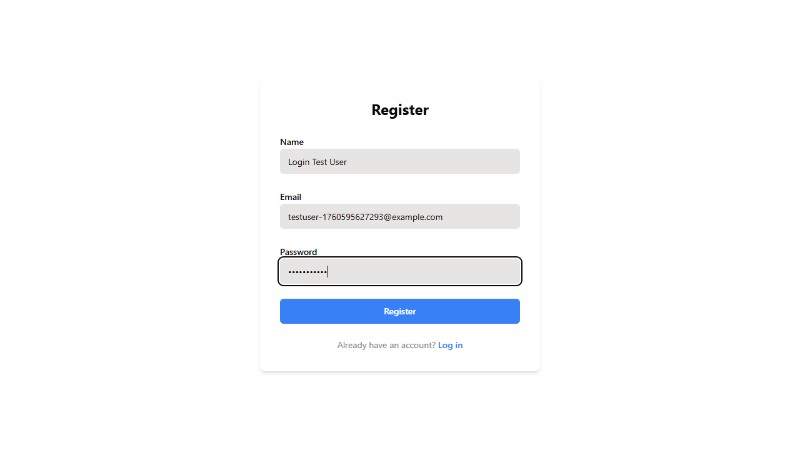 Register
Name
Login Test User
Email
testuser-1760595627293@example.com
Password
•••••••••••
Register
Already have an account? Log in